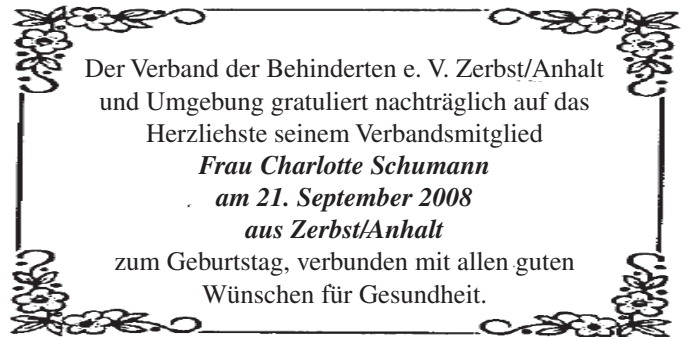 Der Verband der Behinderten e. V. Zerbst/Anhalt
und Umgebung gratuliert nachträglich auf das
Herzlichste seinem Verbandsmitglied
Frau Charlotte Schumann
am 21. September 2008
aus Zerbst/Anhalt
zum Geburtstag, verbunden mit allen guten
Wünschen für Gesundheit.